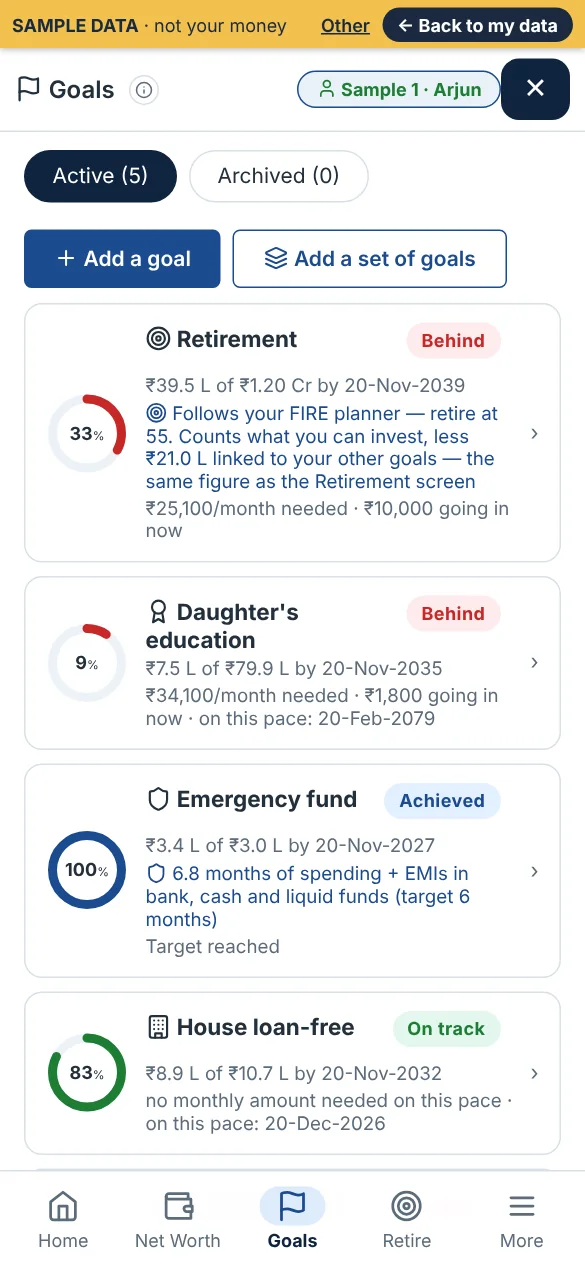 SAMPLE DATA · not your money Other ← Back to my data
Goals Sample 1 · Arjun ×
Active (5) Archived (0)
+ Add a goal Add a set of goals
Retirement Behind
33%
₹39.5 L of ₹1.20 Cr by 20-Nov-2039
Follows your FIRE planner — retire at
55. Counts what you can invest, less
₹21.0 L linked to your other goals — the
same figure as the Retirement screen
₹25,100/month needed · ₹10,000 going in
now
Daughter's Behind
education
9%
₹7.5 L of ₹79.9 L by 20-Nov-2035
₹34,100/month needed · ₹1,800 going in
now · on this pace: 20-Feb-2079
Emergency fund Achieved
100%
₹3.4 L of ₹3.0 L by 20-Nov-2027
6.8 months of spending + EMIs in
bank, cash and liquid funds (target 6
months)
Target reached
House loan-free On track
83%
₹8.9 L of ₹10.7 L by 20-Nov-2032
no monthly amount needed on this pace ·
on this pace: 20-Dec-2026
Home Net Worth Goals Retire More